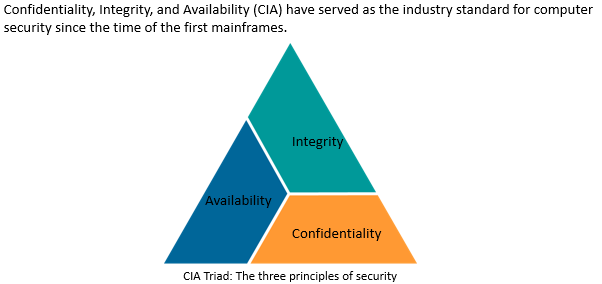 Confidentiality, Integrity, and Availability (CIA) have served as the industry standard for computer
security since the time of the first mainframes.
Integrity
Availability
Confidentiality
CIA Triad: The three principles of security